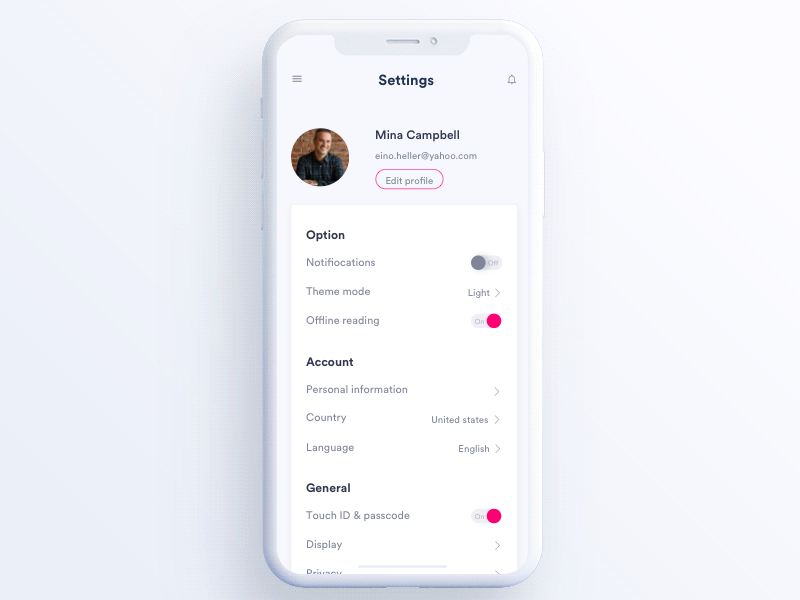 Settings
Mina Campbell
eino.heller@yahoo.com
Edit profile
Option
Notifiocations Off
Theme mode Light
Offline reading On
Account
Personal information
Country United states
Language English
General
Touch ID & passcode On
Display
Privacy